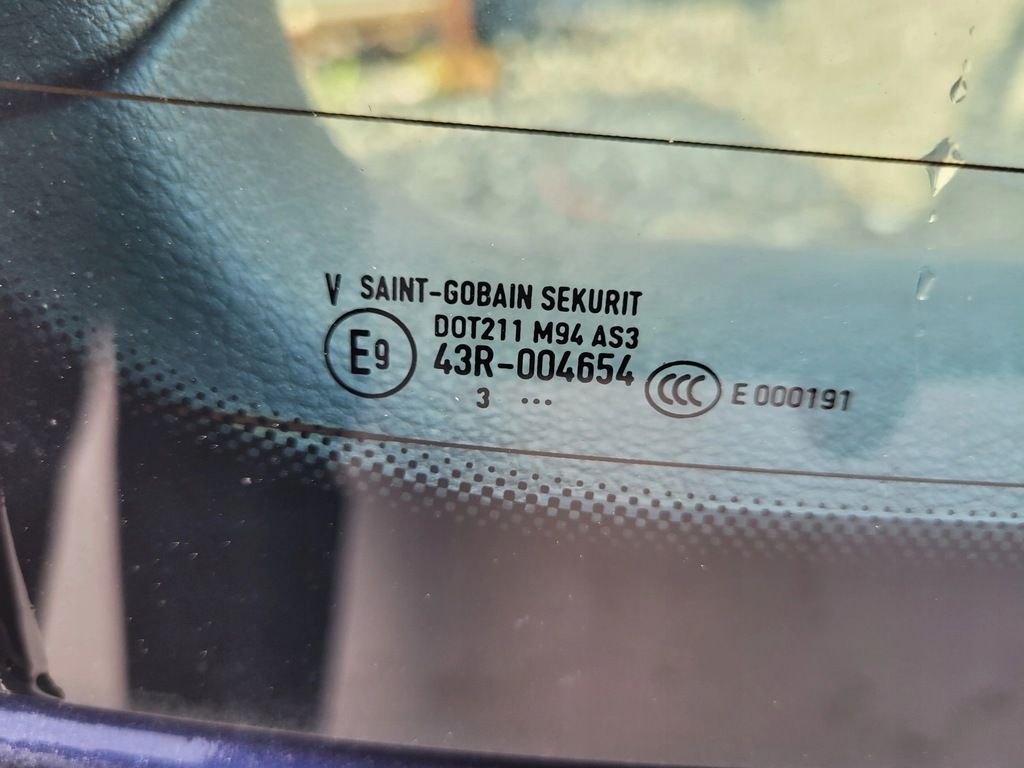 V SAINT-GOBAIN SEKURIT
DOT211 M94 AS3
E9 43R-004654
CCC E 000191
3 ...